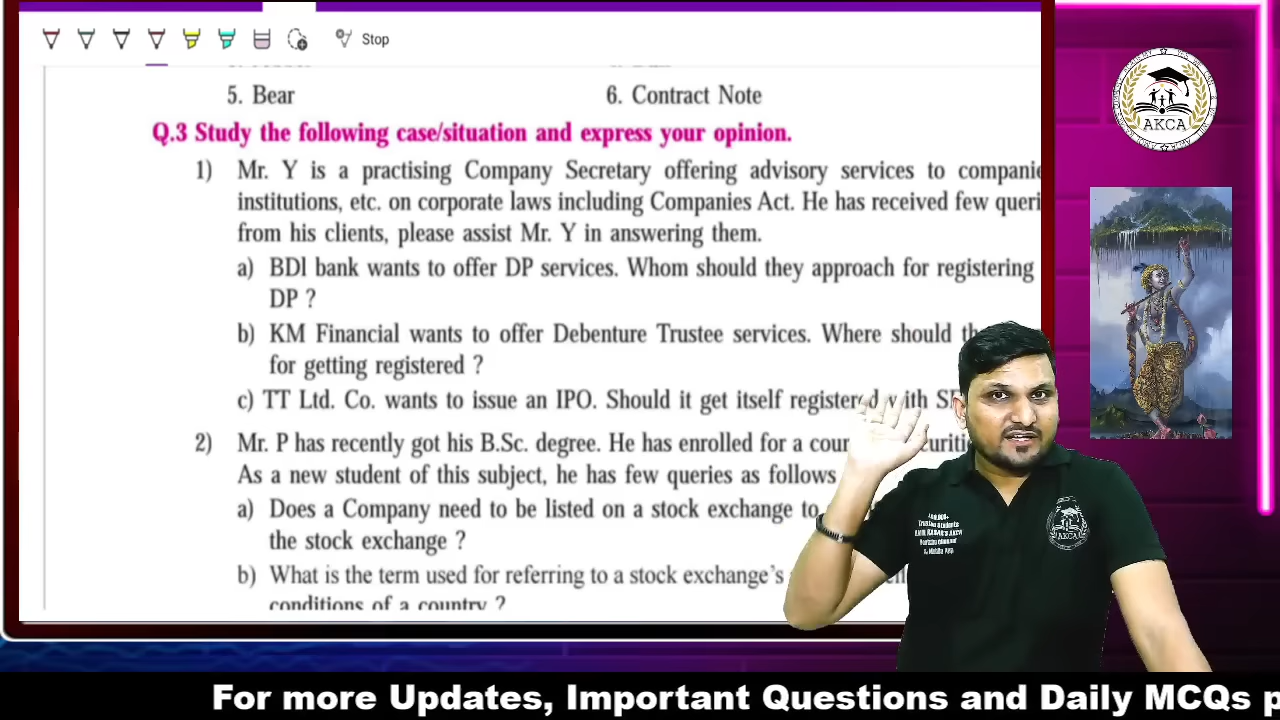 Stop
5. Bear
6. Contract Note
Q.3 Study the following case/situation and express your opinion.
1) Mr. Y is a practising Company Secretary offering advisory services to companie
institutions, etc. on corporate laws including Companies Act. He has received few queri
from his clients, please assist Mr. Y in answering them.
a) BDl bank wants to offer DP services. Whom should they approach for registering
DP ?
b) KM Financial wants to offer Debenture Trustee services. Where should
for getting registered ?
c) TT Ltd. Co. wants to issue an IPO. Should it get itself registered with
2) Mr. P has recently got his B.Sc. degree. He has enrolled for a
As a new student of this subject, he has few queries as follows
a) Does a Company need to be listed on a stock exchange to
the stock exchange ?
b) What is the term used for referring to a stock exchange's
conditions of a country ?
AKCA
AKCA
For more Updates, Important Questions and Daily MCQs p